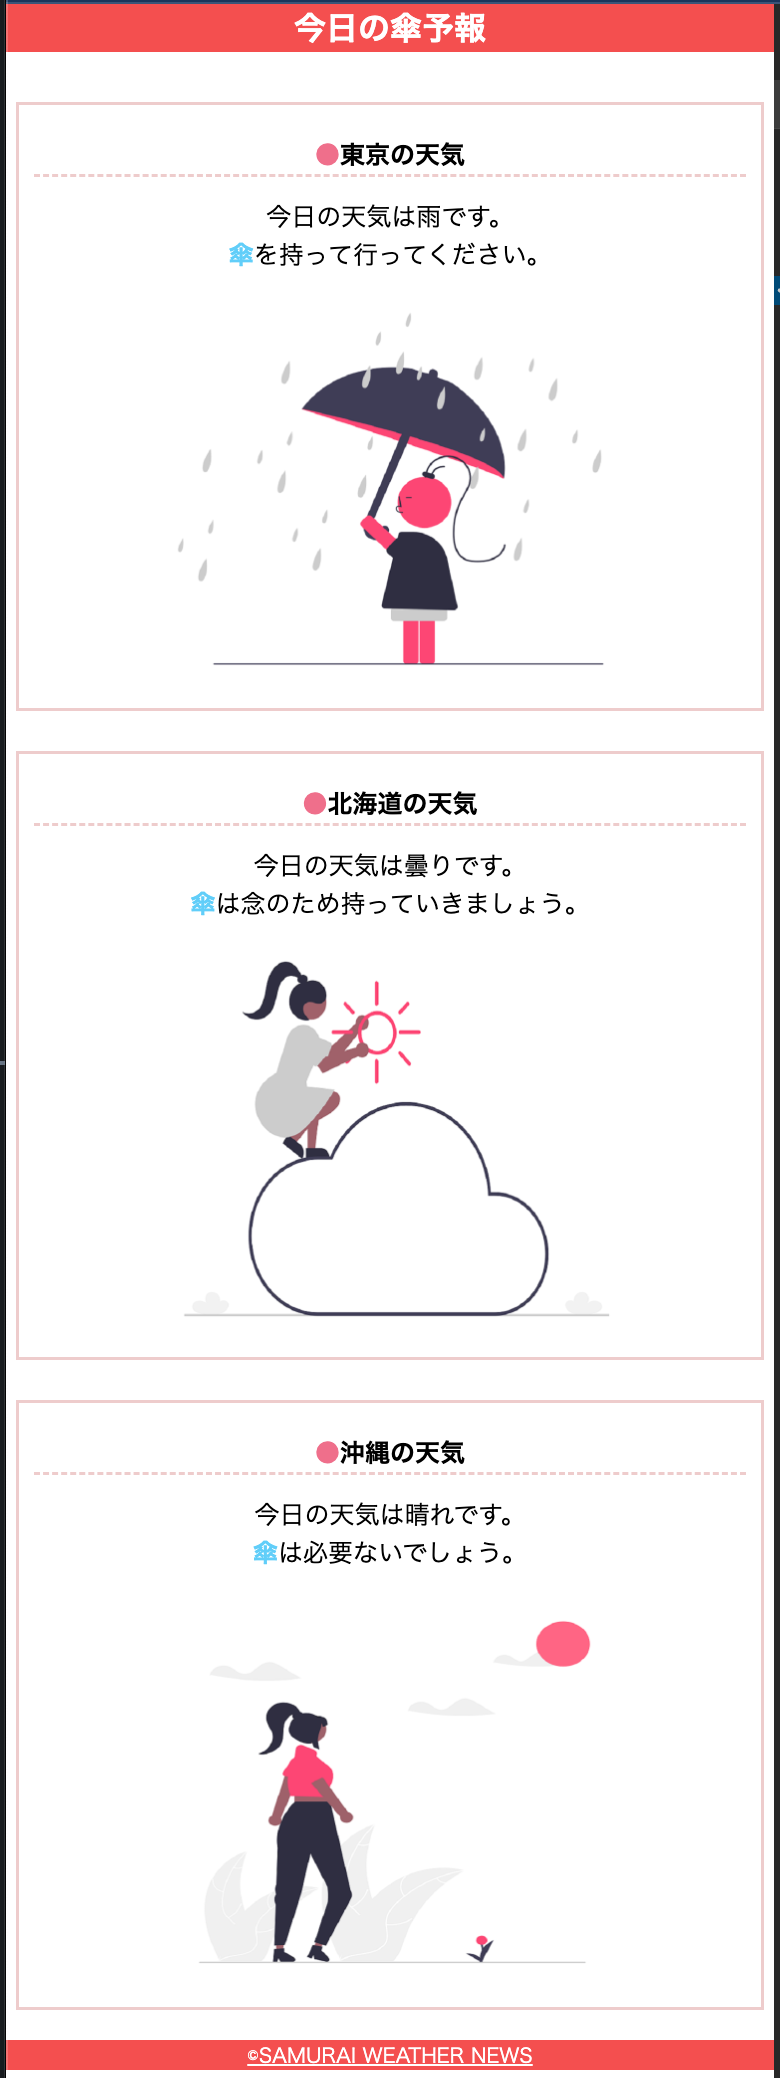 今日の傘予報
●東京の天気
今日の天気は雨です。
傘を持って行ってください。
●北海道の天気
今日の天気は曇りです。
傘は念のため持っていきましょう。
●沖縄の天気
今日の天気は晴れです。
傘は必要ないでしょう。
©SAMURAI WEATHER NEWS